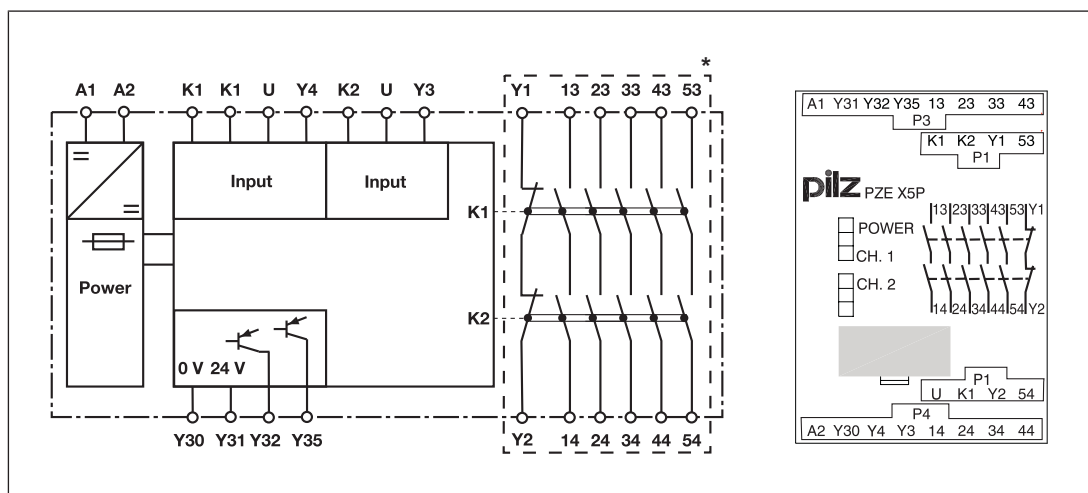 *
A1 A2 K1 K1 U Y4 K2 U Y3 Y1 13 23 33 43 53
Input Input
K1
Power
K2
0 V 24 V
Y30 Y31 Y32 Y35 Y2 14 24 34 44 54
A1 Y31 Y32 Y35 13 23 33 43
P3
K1 K2 Y1 53
P1
pilz PZE X5P
13 23 33 43 53 Y1
POWER
CH. 1
CH. 2
14 24 34 44 54 Y2
P1
U K1 Y2 54
P4
A2 Y30 Y4 Y3 14 24 34 44